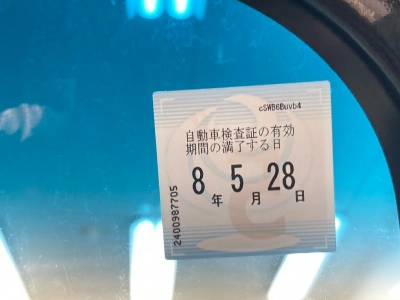 cSWB6Buvb4
自動車検査証の有効
期間の満了する日
8年5月28日
2400987705